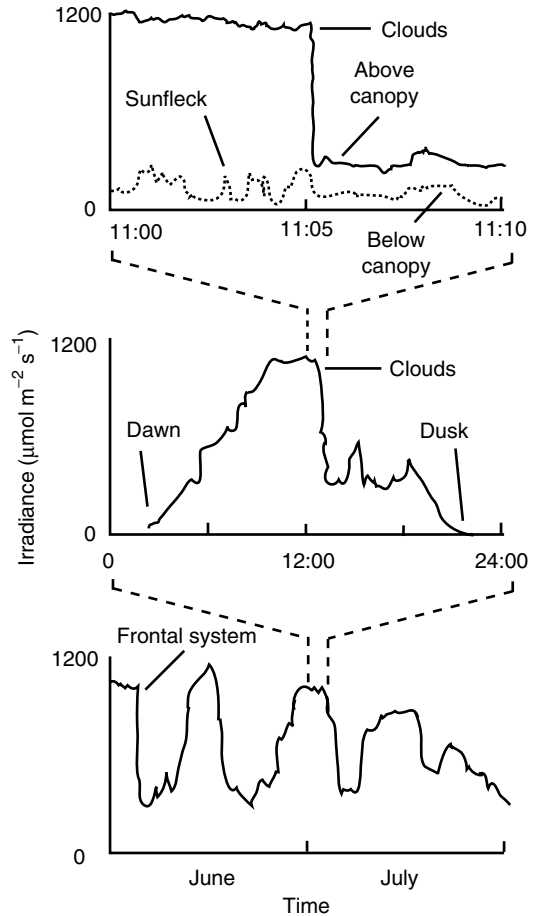 1200
Clouds
Sunfleck
Above
canopy
0
11:00 11:05 11:10
Below
canopy
Irradiance (μmol m⁻² s⁻¹)
1200
Clouds
Dawn
Dusk
0
0 12:00 24:00
Frontal system
1200
0
June July
Time